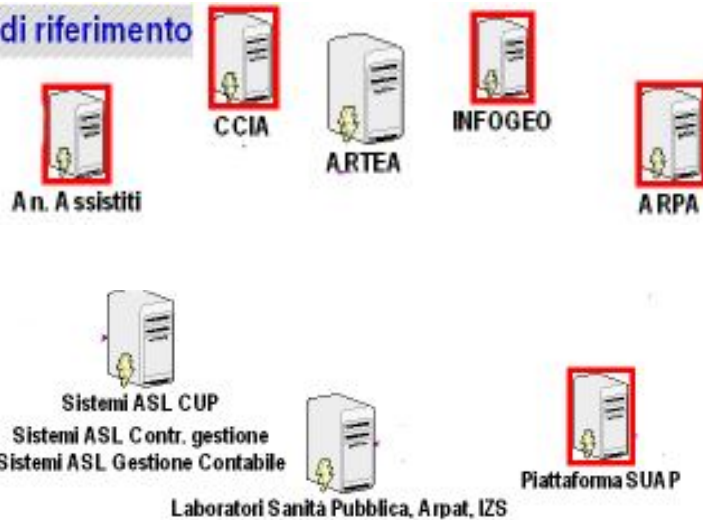 di riferimento
CCIA
ARTEA
INFOGEO
An. Assistiti
ARPA
Sistemi ASL CUP
Sistemi ASL Contr. gestione
Sistemi ASL Gestione Contabile
Piattaforma SUAP
Laboratori Sanità Pubblica, Arpat, IZS